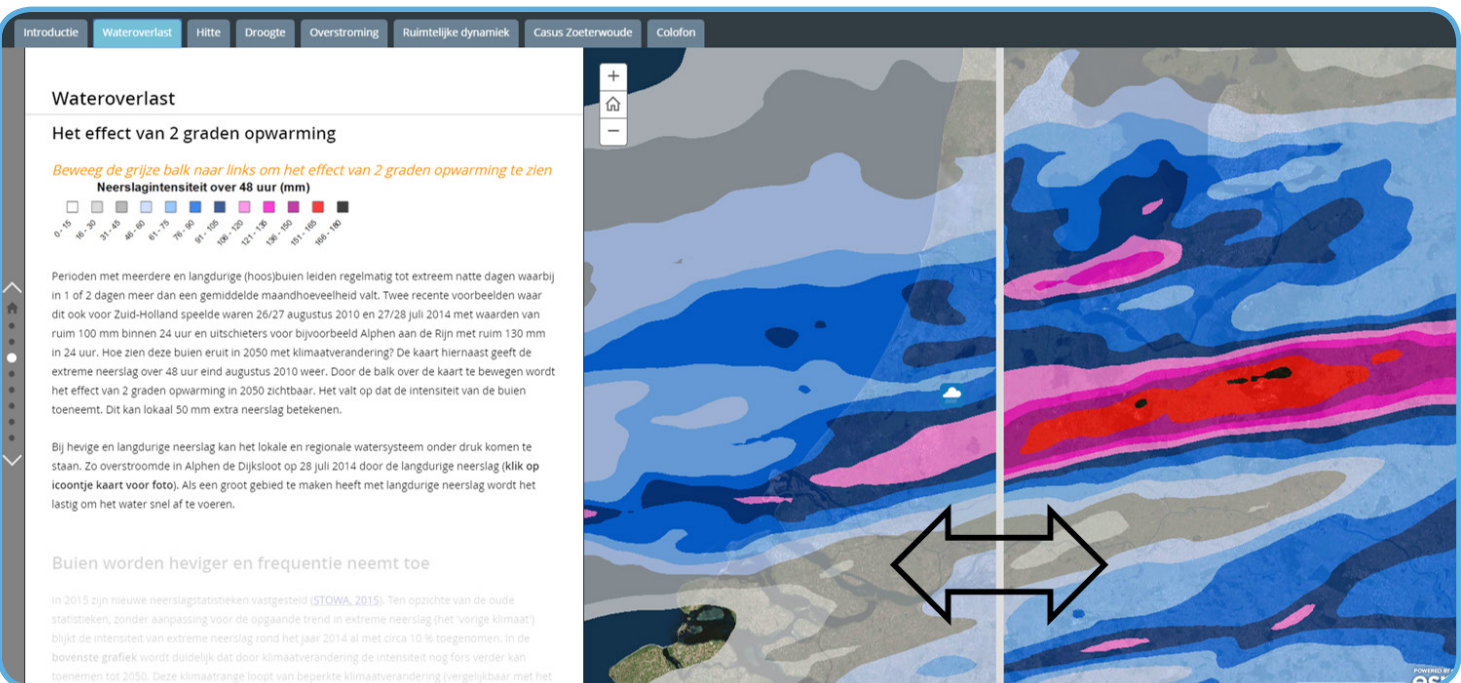 Introductie
Wateroverlast
Hitte
Droogte
Overstroming
Ruimtelijke dynamiek
Casus Zoeterwoude
Colofon
Wateroverlast
Het effect van 2 graden opwarming
Beweeg de grijze balk naar links om het effect van 2 graden opwarming te zien
Neerslagintensiteit over 48 uur (mm)
0 - 15
16 - 30
31 - 45
46 - 60
61 - 75
76 - 90
91 - 105
106 - 120
121 - 135
136 - 150
151 - 165
166 - 180
Perioden met meerdere en langdurige (hoos)buien leiden regelmatig tot extreem natte dagen waarbij
in 1 of 2 dagen meer dan een gemiddelde maandhoeveelheid valt. Twee recente voorbeelden waar
dit ook voor Zuid-Holland speelde waren 26/27 augustus 2010 en 27/28 juli 2014 met waarden van
ruim 100 mm binnen 24 uur en uitschieters voor bijvoorbeeld Alphen aan de Rijn met ruim 130 mm
in 24 uur. Hoe zien deze buien eruit in 2050 met klimaatverandering? De kaart hiernaast geeft de
extreme neerslag over 48 uur eind augustus 2010 weer. Door de balk over de kaart te bewegen wordt
het effect van 2 graden opwarming in 2050 zichtbaar. Het valt op dat de intensiteit van de buien
toeneemt. Dit kan lokaal 50 mm extra neerslag betekenen.
Bij hevige en langdurige neerslag kan het lokale en regionale watersysteem onder druk komen te
staan. Zo overstroomde in Alphen de Dijksloot op 28 juli 2014 door de langdurige neerslag (klik op
icoontje kaart voor foto). Als een groot gebied te maken heeft met langdurige neerslag wordt het
lastig om het water snel af te voeren.
Buien worden heviger en frequentie neemt toe
In 2015 zijn nieuwe neerslagstatistieken vastgesteld (STOWA, 2015). Ten opzichte van de oude
statistieken, zonder aanpassing voor de opgaande trend in extreme neerslag (het 'vorige klimaat')
blijkt de intensiteit van extreme neerslag rond het jaar 2014 al met circa 10 % toegenomen. In de
bovenste grafiek wordt duidelijk dat door klimaatverandering de intensiteit nog fors verder kan
toenemen tot 2050. Deze klimaatrange loopt van beperkte klimaatverandering (vergelijkbaar met het
POWERED BY
esri